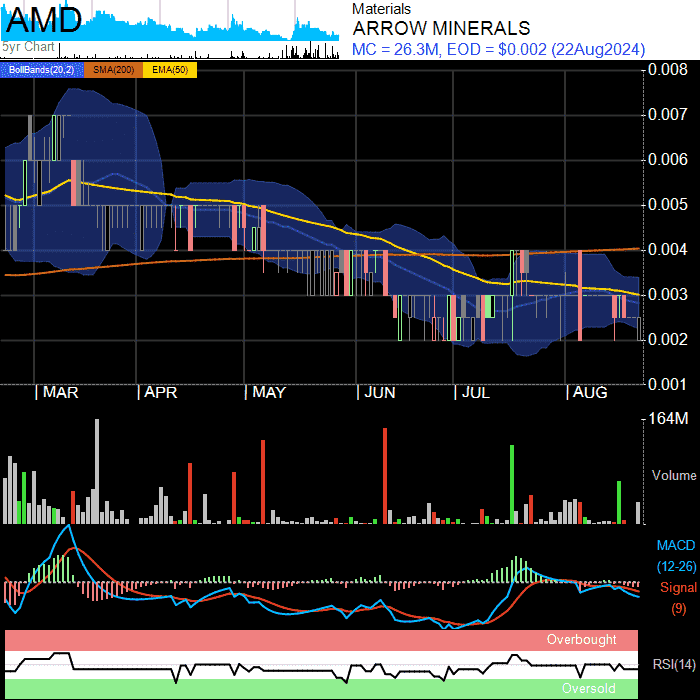 AMD
5yr Chart
Materials
ARROW MINERALS
MC = 26.3M, EOD = $0.002 (22Aug2024)
BollBands(20,2) SMA(200) EMA(50)
0.008
0.007
0.006
0.005
0.004
0.003
0.002
0.001
MAR APR MAY JUN JUL AUG
164M
Volume
MACD
(12-26)
Signal
(9)
Overbought
RSI(14)
Oversold